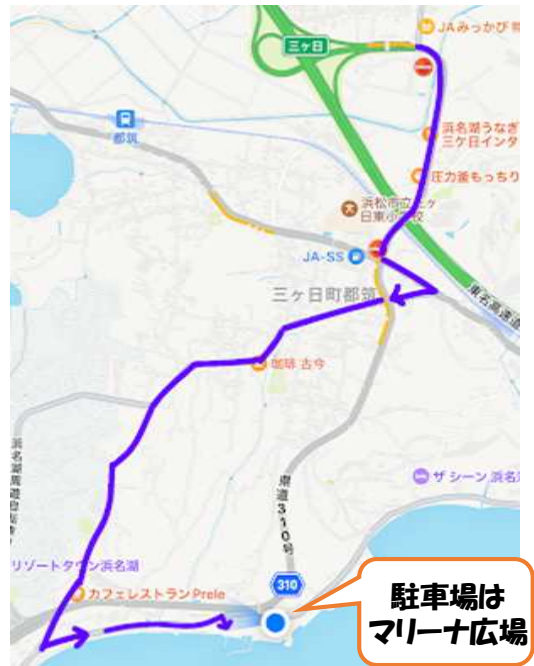 JAみっかび
三ヶ日
都筑
浜名湖うなぎ
三ケ日インタ
圧力釜もっちり
浜松市立三ヶ
日東小学校
JA-SS
三ヶ日町都筑
東名高速道
珈琲 古今
ザ シーン 浜名
浜名湖周遊自転
県道310号
リゾートタウン浜名湖
310
カフェレストランPrele
駐車場は
マリーナ広場